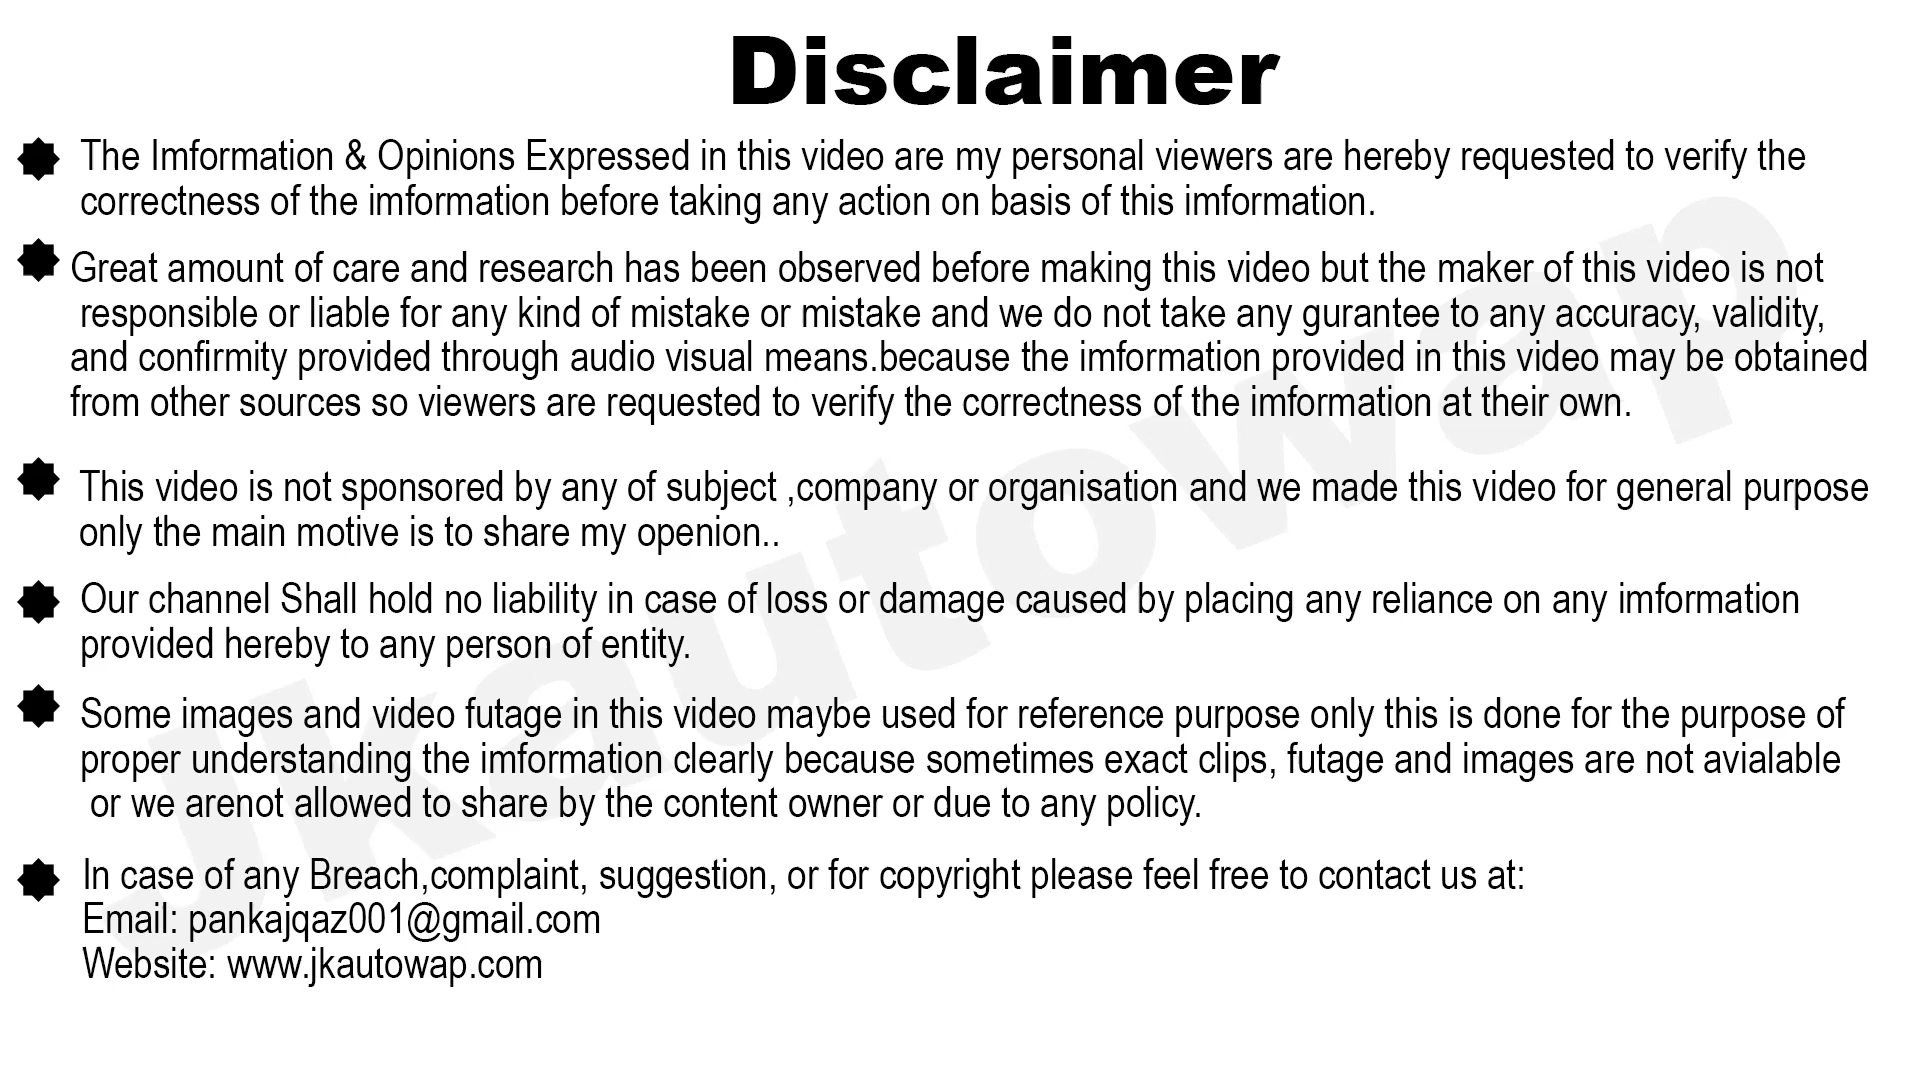 Disclaimer
The Imformation & Opinions Expressed in this video are my personal viewers are hereby requested to verify the
correctness of the imformation before taking any action on basis of this imformation.
Great amount of care and research has been observed before making this video but the maker of this video is not
responsible or liable for any kind of mistake or mistake and we do not take any gurantee to any accuracy, validity,
and confirmity provided through audio visual means.because the imformation provided in this video may be obtained
from other sources so viewers are requested to verify the correctness of the imformation at their own.
This video is not sponsored by any of subject ,company or organisation and we made this video for general purpose
only the main motive is to share my openion..
Our channel Shall hold no liability in case of loss or damage caused by placing any reliance on any imformation
provided hereby to any person of entity.
Some images and video futage in this video maybe used for reference purpose only this is done for the purpose of
proper understanding the imformation clearly because sometimes exact clips, futage and images are not avialable
or we arenot allowed to share by the content owner or due to any policy.
In case of any Breach,complaint, suggestion, or for copyright please feel free to contact us at:
Email: pankajqaz001@gmail.com
Website: www.jkautowap.com
Jkautowap